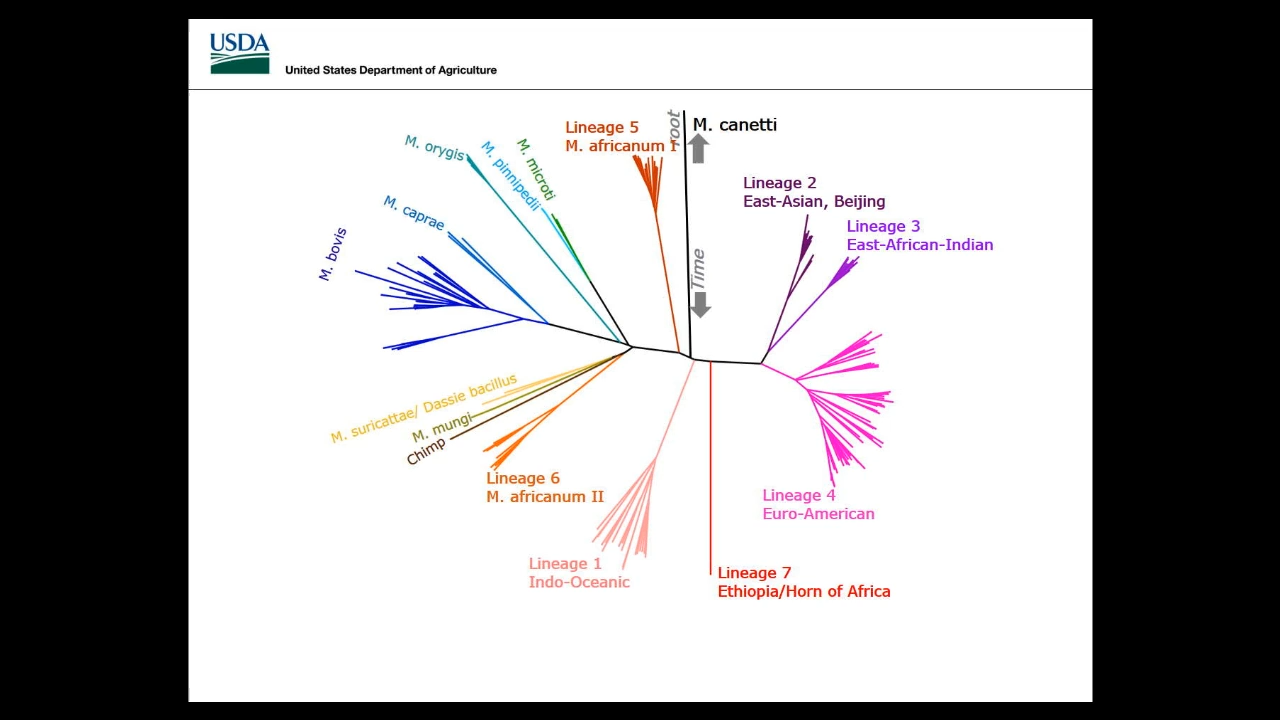 USDA
United States Department of Agriculture
root
M. canetti
Lineage 5
M. africanum I
M. orygis
M. pinnipedii
M. microti
Lineage 2
East-Asian, Beijing
M. caprae
Lineage 3
East-African-Indian
M. bovis
Time
M. suricattae/ Dassie bacillus
M. mungi
Chimp
Lineage 6
M. africanum II
Lineage 4
Euro-American
Lineage 1
Indo-Oceanic
Lineage 7
Ethiopia/Horn of Africa